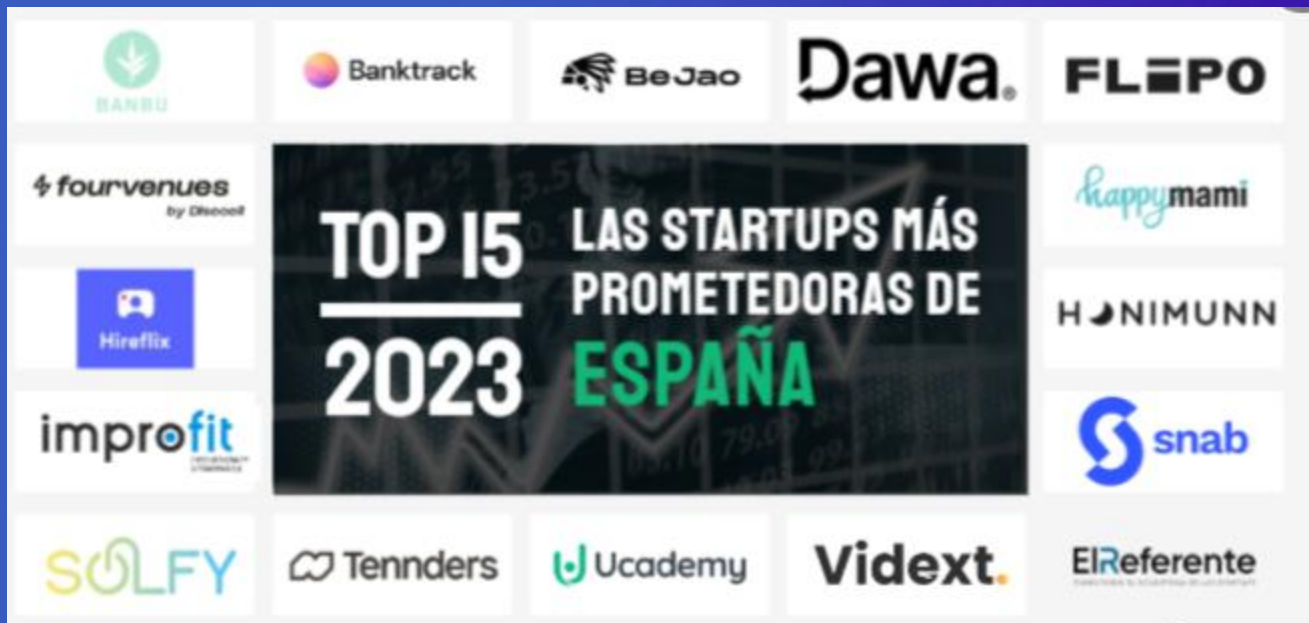 BANBU
Banktrack
BeJao
Dawa.®
FLIPO
fourvenues
by Discocil
TOP 15
2023
LAS STARTUPS MÁS
PROMETEDORAS DE
ESPAÑA
happymami
Hireflix
HONIMUNN
improfit
snab
SOLFY
Tennders
Ucademy
Vidext.
ElReferente